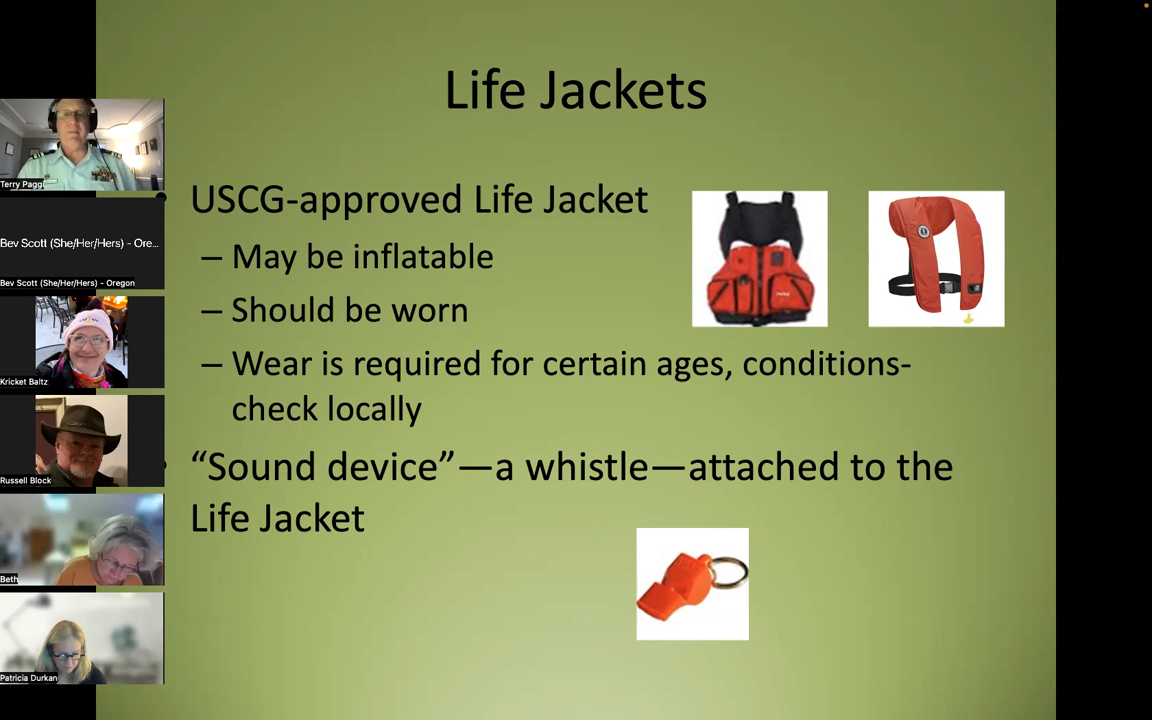 Life Jackets
USCG-approved Life Jacket
– May be inflatable
– Should be worn
– Wear is required for certain ages, conditions-
check locally
“Sound device”—a whistle—attached to the
Life Jacket
Terry Paggi
Bev Scott (She/Her/Hers) - Ore...
Bev Scott (She/Her/Hers) - Oregon
Kricket Baltz
Russell Block
Beth
Patricia Durkan